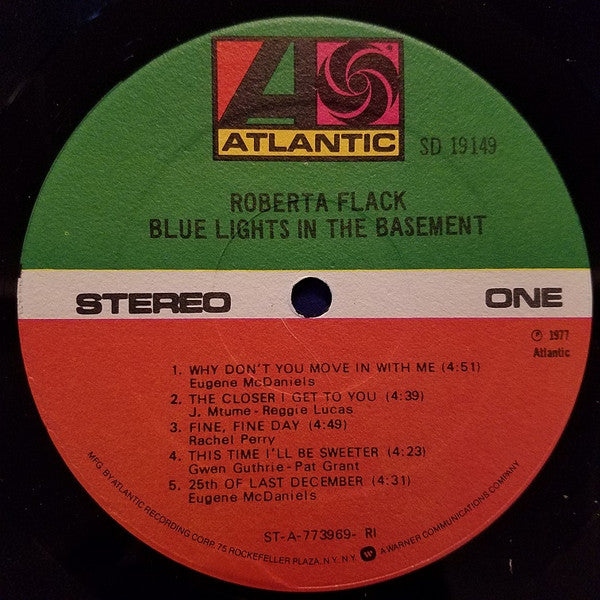 ATLANTIC
SD 19149
ROBERTA FLACK
BLUE LIGHTS IN THE BASEMENT
STEREO
ONE
℗ 1977
Atlantic
1. WHY DON'T YOU MOVE IN WITH ME (4:51)
Eugene McDaniels
2. THE CLOSER I GET TO YOU (4:39)
J. Mtume - Reggie Lucas
3. FINE, FINE DAY (4:49)
Rachel Perry
4. THIS TIME I'LL BE SWEETER (4:23)
Gwen Guthrie - Pat Grant
5. 25th OF LAST DECEMBER (4:31)
Eugene McDaniels
ST-A-773969- RI
MFG. BY ATLANTIC RECORDING CORP. 75 ROCKEFELLER PLAZA, N.Y. N.Y. A WARNER COMMUNICATIONS COMPANY